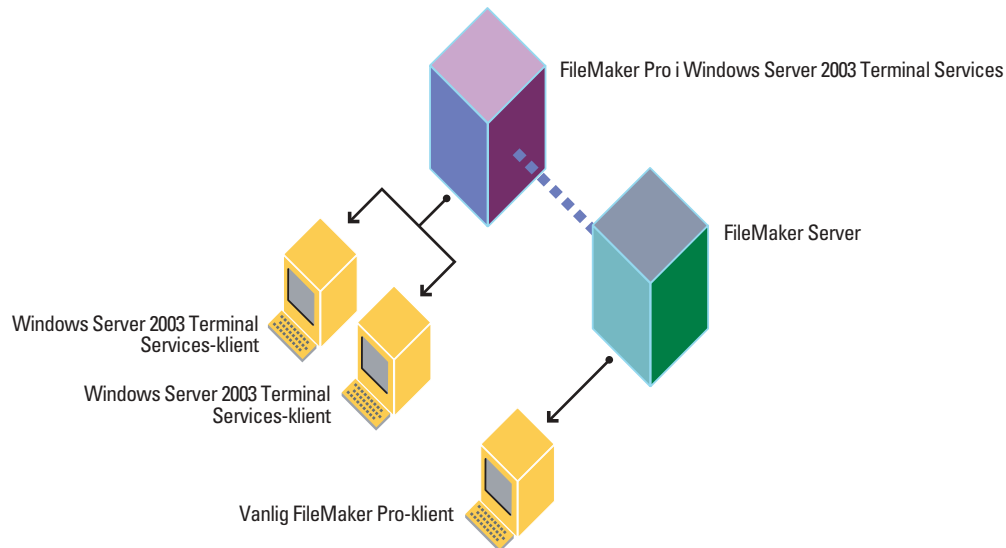 FileMaker Pro i Windows Server 2003 Terminal Services
FileMaker Server
Windows Server 2003 Terminal
Services-klient
Windows Server 2003 Terminal
Services-klient
Vanlig FileMaker Pro-klient